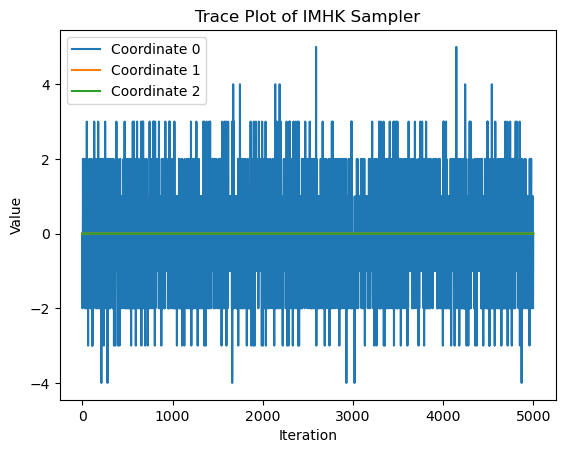 Trace Plot of IMHK Sampler
Coordinate 0
Coordinate 1
Coordinate 2
Value
4
2
0
−2
−4
0 1000 2000 3000 4000 5000
Iteration